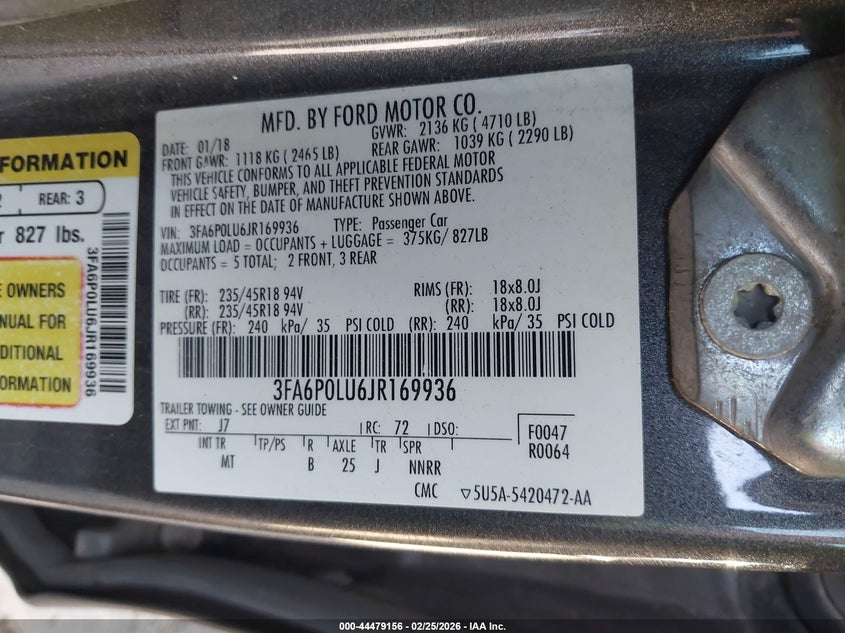 MFD. BY FORD MOTOR CO.
DATE: 01/18 GVWR: 2136 KG ( 4710 LB)
FRONT GAWR: 1118 KG ( 2465 LB) REAR GAWR: 1039 KG ( 2290 LB)
THIS VEHICLE CONFORMS TO ALL APPLICABLE FEDERAL MOTOR
VEHICLE SAFETY, BUMPER, AND THEFT PREVENTION STANDARDS
IN EFFECT ON THE DATE OF MANUFACTURE SHOWN ABOVE.
VIN: 3FA6P0LU6JR169936 TYPE: Passenger Car
MAXIMUM LOAD = OCCUPANTS + LUGGAGE = 375KG/ 827LB
OCCUPANTS = 5 TOTAL; 2 FRONT, 3 REAR
TIRE (FR): 235/45R18 94V RIMS (FR): 18x8.0J
(RR): 235/45R18 94V (RR): 18x8.0J
PRESSURE (FR): 240 kPa/ 35 PSI COLD (RR): 240 kPa/ 35 PSI COLD
3FA6P0LU6JR169936
TRAILER TOWING - SEE OWNER GUIDE
EXT PNT: J7 RC: 72 DSO: F0047
R0064
INT TR TP/PS R AXLE TR SPR
MT B 25 J NNRR
CMC ▽5U5A-5420472-AA
FORMATION
2 REAR: 3
r 827 lbs.
E OWNERS
ANUAL FOR
DDITIONAL
FORMATION
3FA6P0LU6JR169936
000-44479156 - 02/25/2026 - IAA Inc.